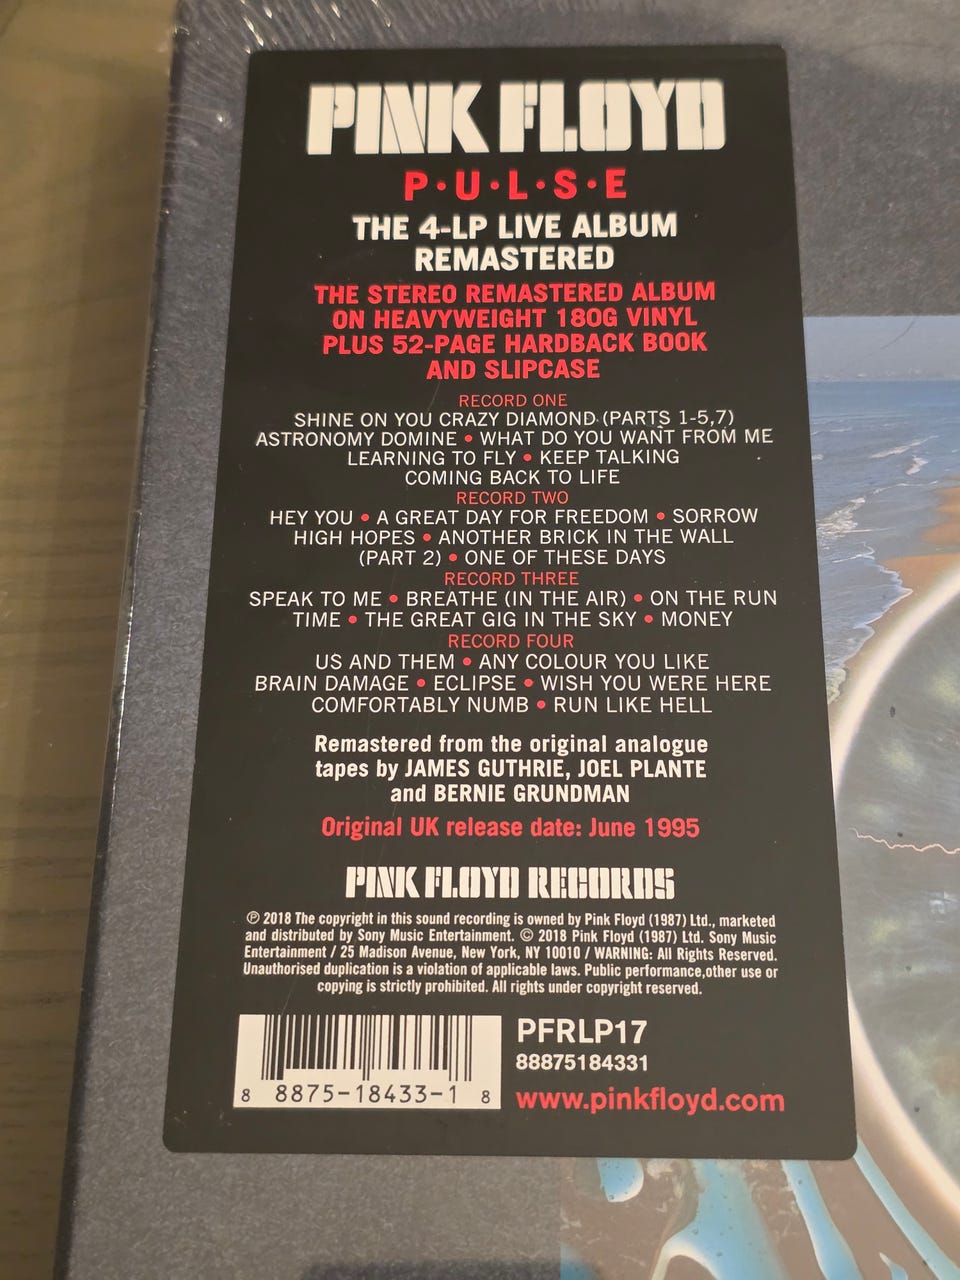 PINK FLOYD
P·U·L·S·E
THE 4-LP LIVE ALBUM
REMASTERED
THE STEREO REMASTERED ALBUM
ON HEAVYWEIGHT 180G VINYL
PLUS 52-PAGE HARDBACK BOOK
AND SLIPCASE
RECORD ONE
SHINE ON YOU CRAZY DIAMOND (PARTS 1-5,7)
ASTRONOMY DOMINE • WHAT DO YOU WANT FROM ME
LEARNING TO FLY • KEEP TALKING
COMING BACK TO LIFE
RECORD TWO
HEY YOU • A GREAT DAY FOR FREEDOM • SORROW
HIGH HOPES • ANOTHER BRICK IN THE WALL
(PART 2) • ONE OF THESE DAYS
RECORD THREE
SPEAK TO ME • BREATHE (IN THE AIR) • ON THE RUN
TIME • THE GREAT GIG IN THE SKY • MONEY
RECORD FOUR
US AND THEM • ANY COLOUR YOU LIKE
BRAIN DAMAGE • ECLIPSE • WISH YOU WERE HERE
COMFORTABLY NUMB • RUN LIKE HELL
Remastered from the original analogue
tapes by JAMES GUTHRIE, JOEL PLANTE
and BERNIE GRUNDMAN
Original UK release date: June 1995
PINK FLOYD RECORDS
℗ 2018 The copyright in this sound recording is owned by Pink Floyd (1987) Ltd., marketed
and distributed by Sony Music Entertainment. © 2018 Pink Floyd (1987) Ltd. Sony Music
Entertainment / 25 Madison Avenue, New York, NY 10010 / WARNING: All Rights Reserved.
Unauthorised duplication is a violation of applicable laws. Public performance,other use or
copying is strictly prohibited. All rights under copyright reserved.
PFRLP17
88875184331
8 8875-18433-1 8
www.pinkfloyd.com